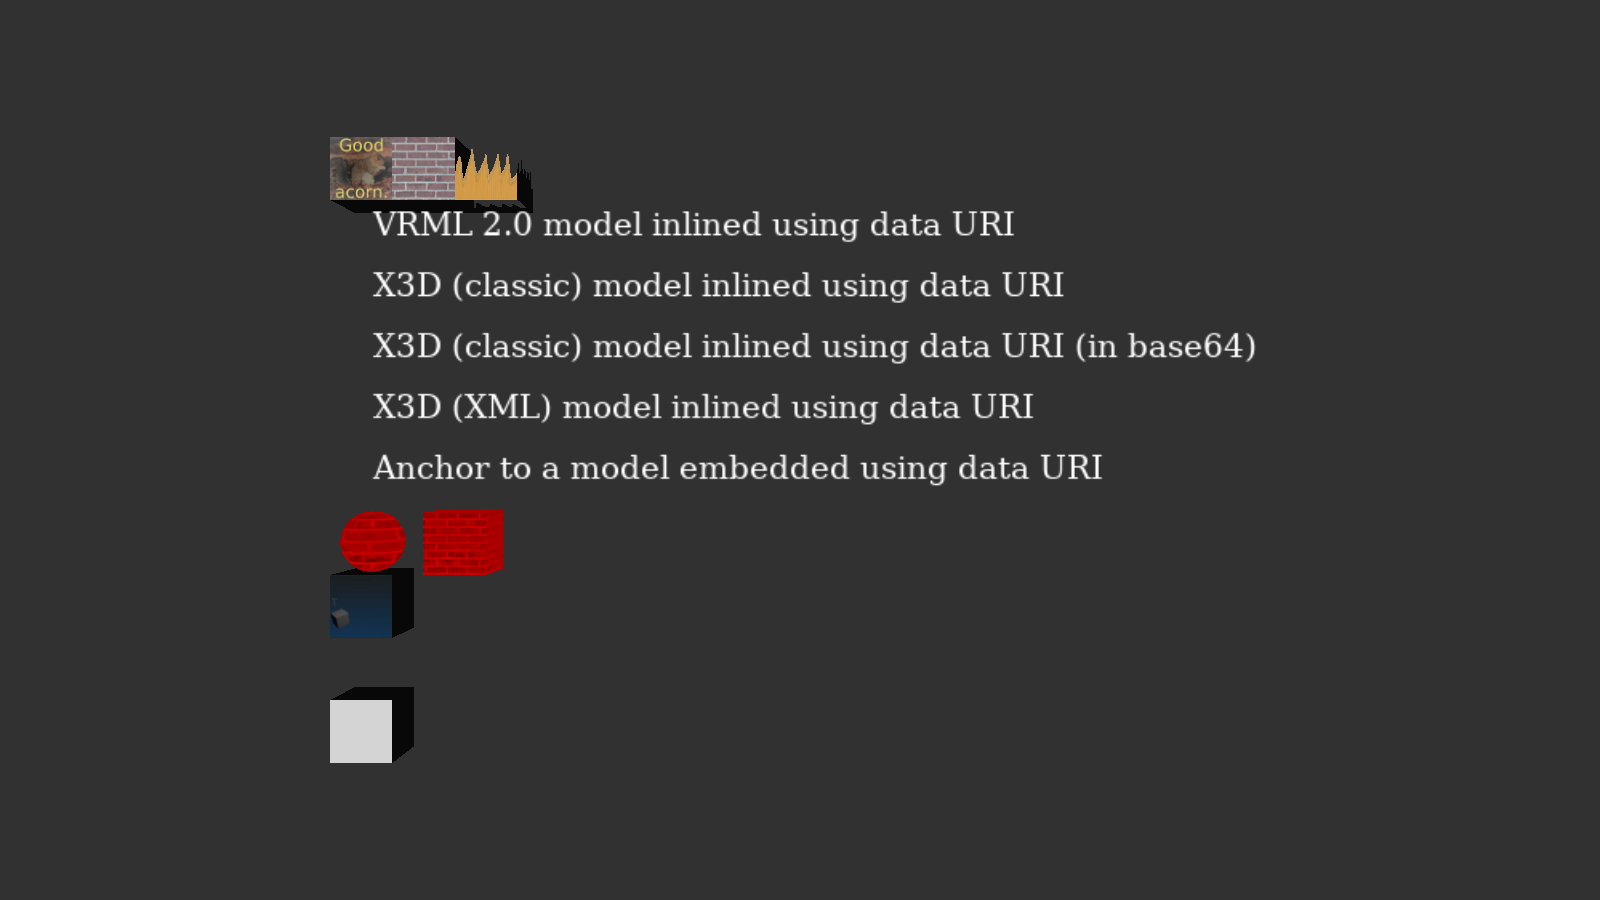 Good
acorn.
VRML 2.0 model inlined using data URI
X3D (classic) model inlined using data URI
X3D (classic) model inlined using data URI (in base64)
X3D (XML) model inlined using data URI
Anchor to a model embedded using data URI